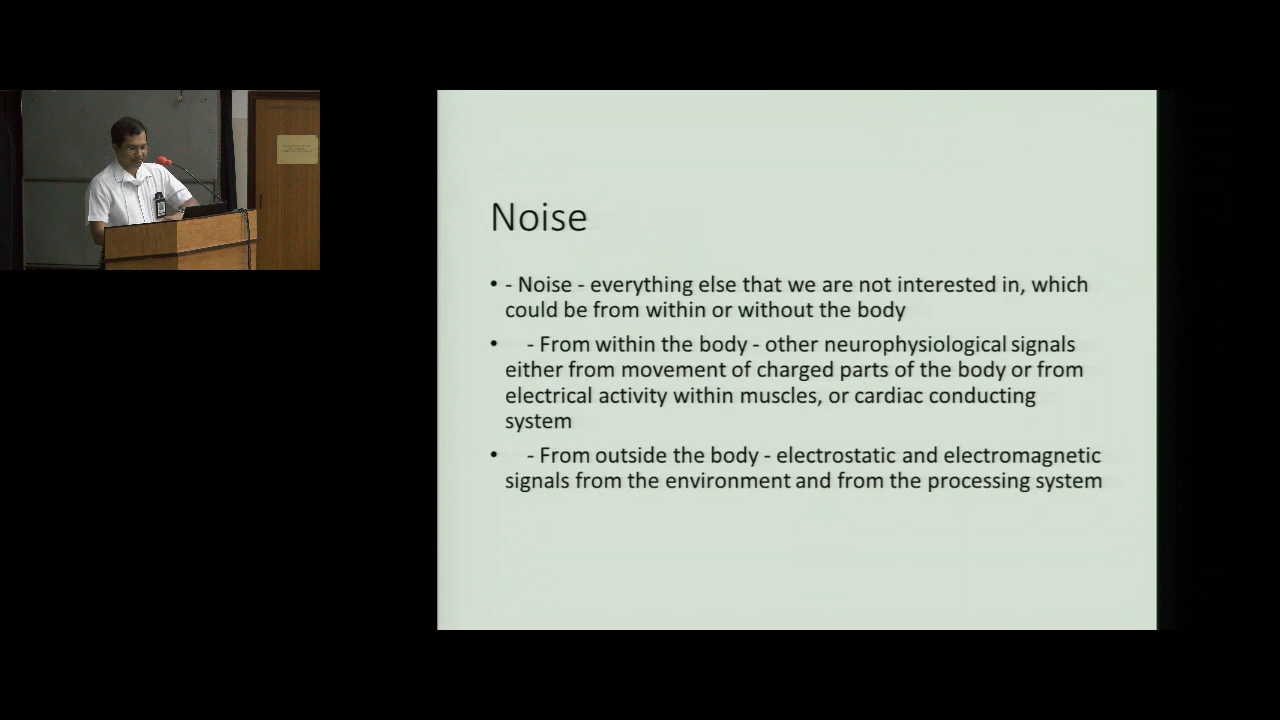 Noise
• - Noise - everything else that we are not interested in, which
could be from within or without the body
• - From within the body - other neurophysiological signals
either from movement of charged parts of the body or from
electrical activity within muscles, or cardiac conducting
system
• - From outside the body - electrostatic and electromagnetic
signals from the environment and from the processing system